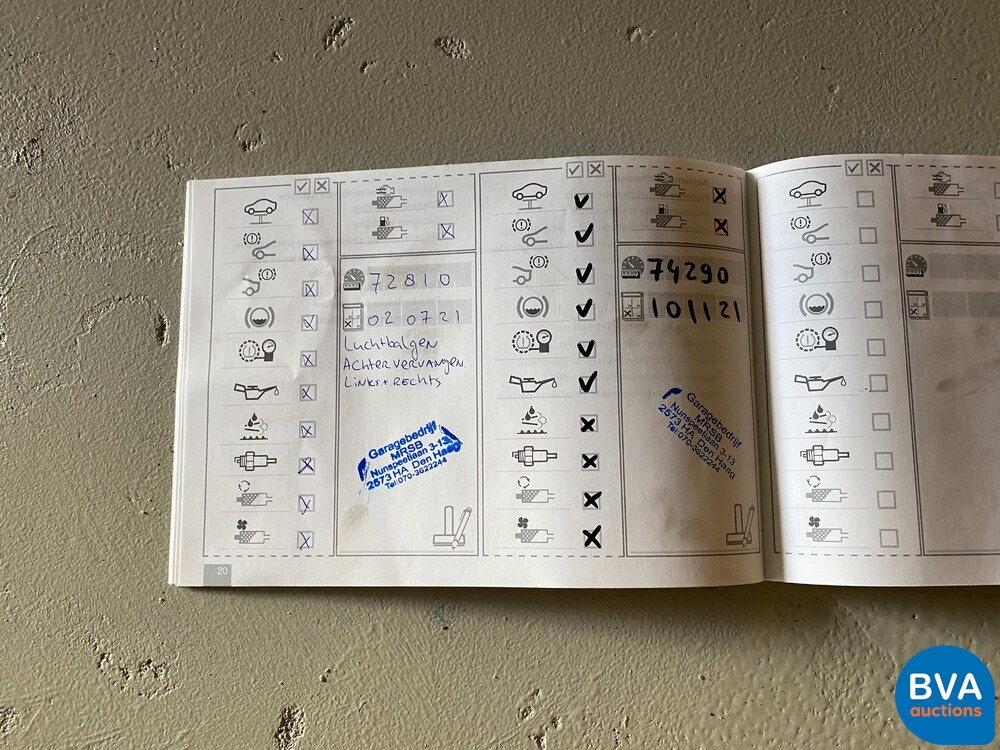 72810
020721
Luchtbalgen
Achter vervangen
Links + rechts
Garagebedrijf
MRSB
Nunspeetlaan 3-13
2573 HA Den Haag
Tel:070-3622244
20
74290
101121
Garagebedrijf
MRSB
Nunspeetlaan 3-13
2573 HA Den Haag
Tel:070-3622244
BVA
auctions